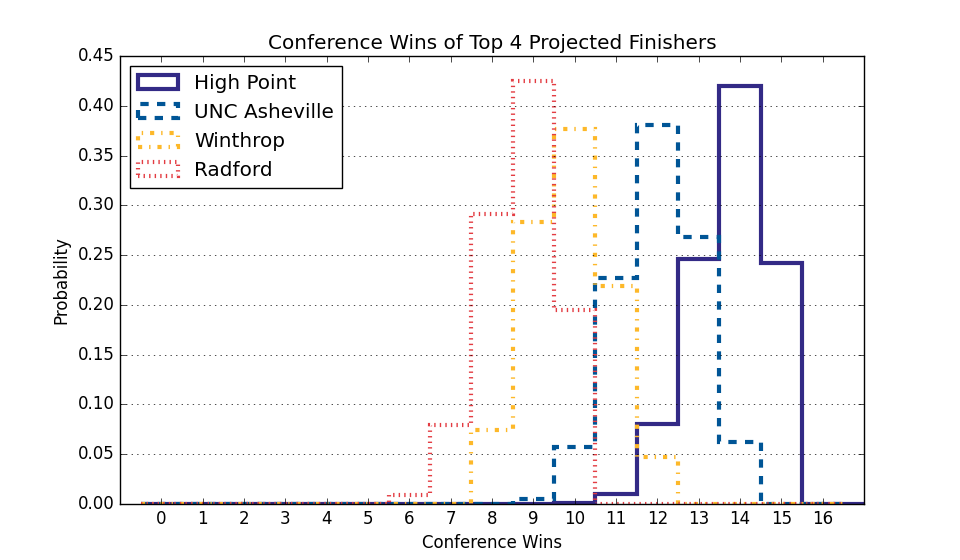 Conference Wins of Top 4 Projected Finishers
High Point
UNC Asheville
Winthrop
Radford
Probability
0.45
0.40
0.35
0.30
0.25
0.20
0.15
0.10
0.05
0.00
0 1 2 3 4 5 6 7 8 9 10 11 12 13 14 15 16
Conference Wins